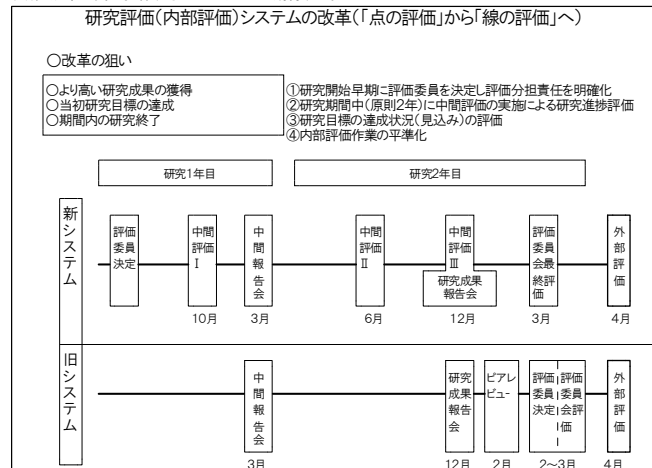 研究評価(内部評価)システムの改革(「点の評価」から「線の評価」へ)
○改革の狙い
○より高い研究成果の獲得
○当初研究目標の達成
○期間内の研究終了
①研究開始早期に評価委員を決定し評価分担責任を明確化
②研究期間中(原則2年)に中間評価の実施による研究進捗評価
③研究目標の達成状況(見込み)の評価
④内部評価作業の平準化
研究1年目
研究2年目
新システム
評価委員決定
中間評価Ⅰ
中間報告会
中間評価Ⅱ
中間評価Ⅲ
研究成果報告会
評価委員会最終評価
外部評価
10月
3月
6月
12月
3月
4月
旧システム
中間報告会
研究成果報告会
ピアレビュー
評価委員決定
評価委員会評価
外部評価
3月
12月
2月
2~3月
4月